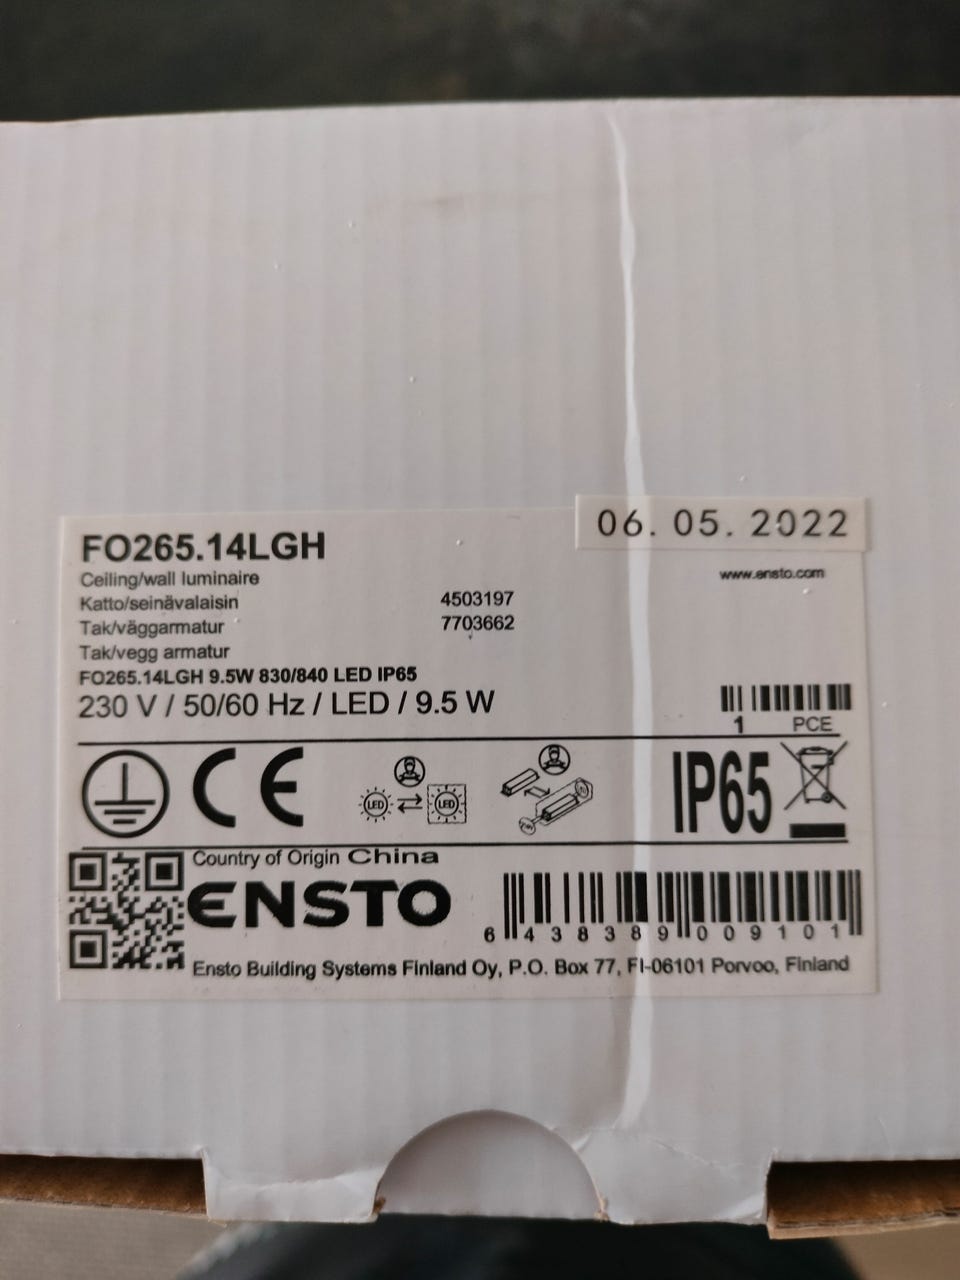 06. 05. 2022
FO265.14LGH
Ceiling/wall luminaire
www.ensto.com
Katto/seinävalaisin 4503197
Tak/väggarmatur 7703662
Tak/vegg armatur
FO265.14LGH 9.5W 830/840 LED IP65
230 V / 50/60 Hz / LED / 9.5 W
1 PCE
CE
LED LED
IP65
Country of Origin China
ENSTO
6 438389 009101
Ensto Building Systems Finland Oy, P.O. Box 77, FI-06101 Porvoo, Finland